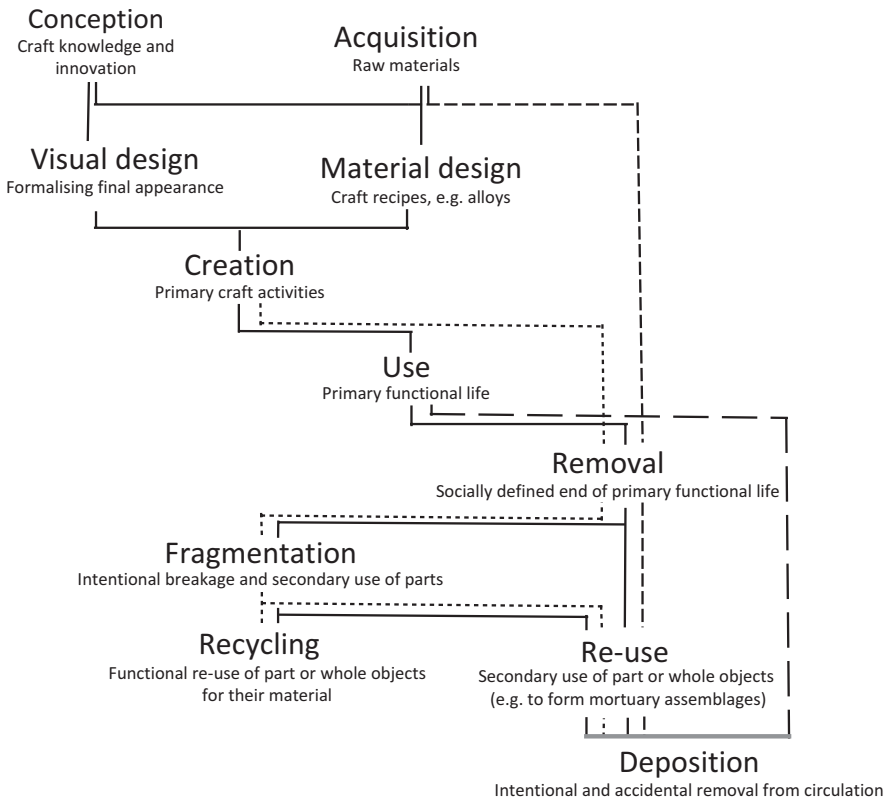 Conception
Craft knowledge and
innovation
Acquisition
Raw materials
Visual design
Formalising final appearance
Material design
Craft recipes, e.g. alloys
Creation
Primary craft activities
Use
Primary functional life
Removal
Socially defined end of primary functional life
Fragmentation
Intentional breakage and secondary use of parts
Recycling
Functional re-use of part or whole objects
for their material
Re-use
Secondary use of part or whole objects
(e.g. to form mortuary assemblages)
Deposition
Intentional and accidental removal from circulation